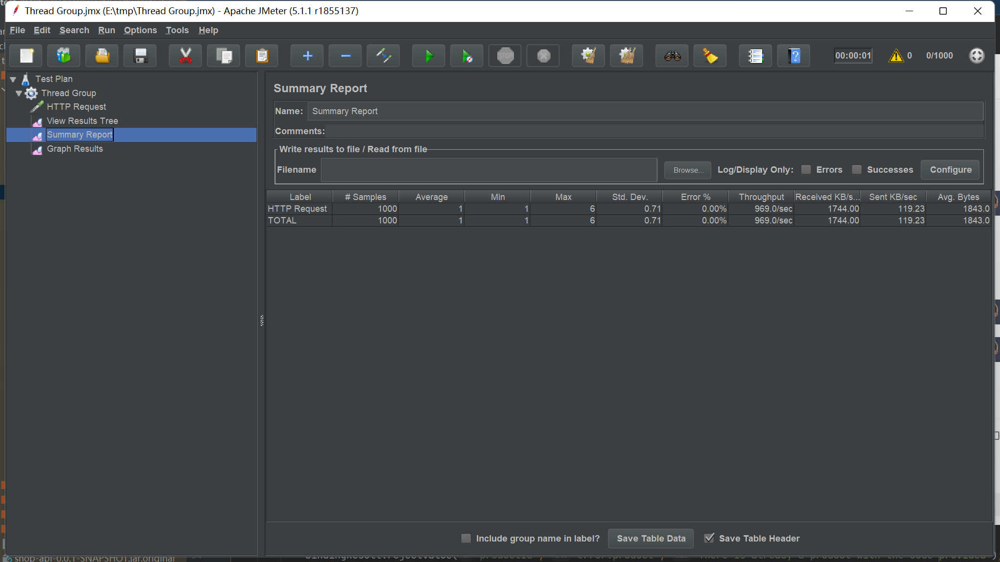 Thread Group.jmx (E:\tmp\Thread Group.jmx) - Apache JMeter (5.1.1 r1855137)
File Edit Search Run Options Tools Help
STOP 00:00:01 0 0/1000
Test Plan
Thread Group
HTTP Request
View Results Tree
Summary Report
Graph Results
Summary Report
Name: Summary Report
Comments:
Write results to file / Read from file
Filename Browse... Log/Display Only: Errors Successes Configure
Label # Samples Average Min Max Std. Dev. Error % Throughput Received KB/s... Sent KB/sec Avg. Bytes
HTTP Request 1000 1 1 6 0.71 0.00% 969.0/sec 1744.00 119.23 1843.0
TOTAL 1000 1 1 6 0.71 0.00% 969.0/sec 1744.00 119.23 1843.0
Include group name in label? Save Table Data Save Table Header
shop-api-0.0.1-SNAPSHOT.jar.original